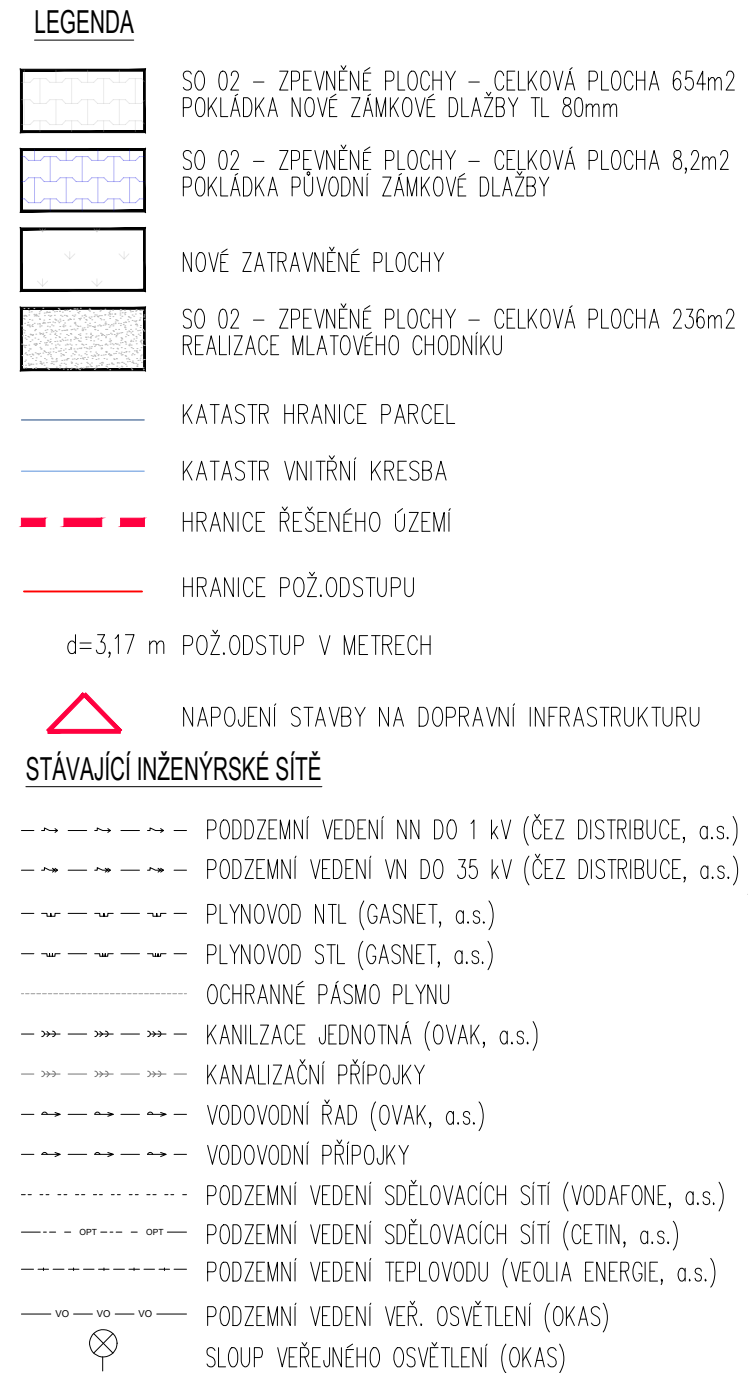 LEGENDA
SO 02 – ZPEVNĚNÉ PLOCHY – CELKOVÁ PLOCHA 654m2
POKLÁDKA NOVÉ ZÁMKOVÉ DLAŽBY TL 80mm
SO 02 – ZPEVNĚNÉ PLOCHY – CELKOVÁ PLOCHA 8,2m2
POKLÁDKA PŮVODNÍ ZÁMKOVÉ DLAŽBY
NOVÉ ZATRAVNĚNÉ PLOCHY
SO 02 – ZPEVNĚNÉ PLOCHY – CELKOVÁ PLOCHA 236m2
REALIZACE MLATOVÉHO CHODNÍKU
KATASTR HRANICE PARCEL
KATASTR VNITŘNÍ KRESBA
HRANICE ŘEŠENÉHO ÚZEMÍ
HRANICE POŽ.ODSTUPU
d=3,17 m POŽ.ODSTUP V METRECH
NAPOJENÍ STAVBY NA DOPRAVNÍ INFRASTRUKTURU
STÁVAJÍCÍ INŽENÝRSKÉ SÍTĚ
PODDZEMNÍ VEDENÍ NN DO 1 kV (ČEZ DISTRIBUCE, a.s.)
PODZEMNÍ VEDENÍ VN DO 35 kV (ČEZ DISTRIBUCE, a.s.)
PLYNOVOD NTL (GASNET, a.s.)
PLYNOVOD STL (GASNET, a.s.)
OCHRANNÉ PÁSMO PLYNU
KANILZACE JEDNOTNÁ (OVAK, a.s.)
KANALIZAČNÍ PŘÍPOJKY
VODOVODNÍ ŘAD (OVAK, a.s.)
VODOVODNÍ PŘÍPOJKY
PODZEMNÍ VEDENÍ SDĚLOVACÍCH SÍTÍ (VODAFONE, a.s.)
OPT OPT PODZEMNÍ VEDENÍ SDĚLOVACÍCH SÍTÍ (CETIN, a.s.)
PODZEMNÍ VEDENÍ TEPLOVODU (VEOLIA ENERGIE, a.s.)
VO VO VO PODZEMNÍ VEDENÍ VEŘ. OSVĚTLENÍ (OKAS)
SLOUP VEŘEJNÉHO OSVĚTLENÍ (OKAS)